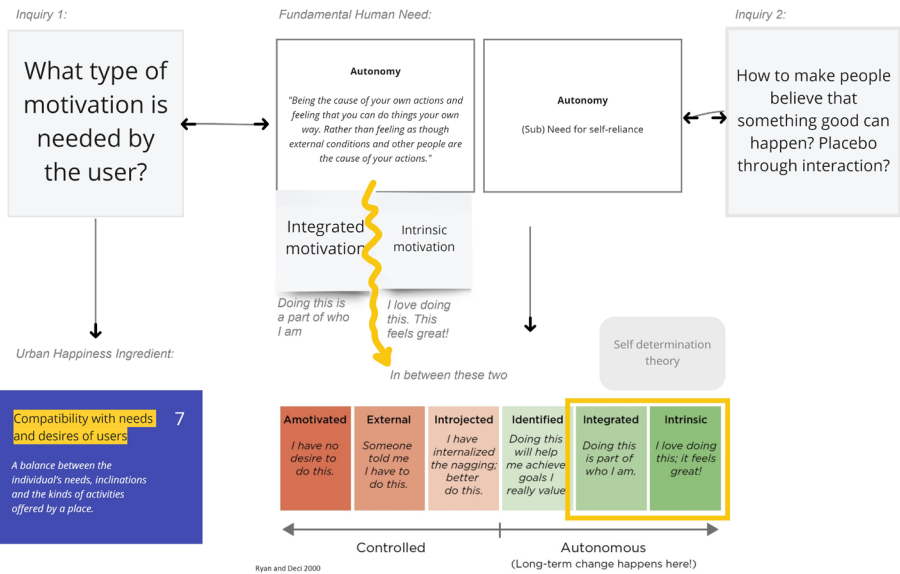 Inquiry 1:
Fundamental Human Need:
Inquiry 2:
What type of
motivation is
needed by
the user?
Autonomy
"Being the cause of your own actions and
feeling that you can do things your own
way. Rather than feeling as though
external conditions and other people are
the cause of your actions."
Autonomy
(Sub) Need for self-reliance
How to make people
believe that
something good can
happen? Placebo
through interaction?
Integrated
motivation
Intrinsic
motivation
Doing this is
a part of who
I am
I love doing
this. This
feels great!
In between these two
Self determination
theory
Urban Happiness Ingredient:
Compatibility with needs
and desires of users
7
A balance between the
individual's needs, inclinations
and the kinds of activities
offered by a place.
Amotivated
I have no
desire to
do this.
External
Someone
told me
I have to
do this.
Introjected
I have
internalized
the nagging;
better
do this.
Identified
Doing this
will help
me achieve
goals I
really value
Integrated
Doing this
is part of
who I am.
Intrinsic
I love doing
this; it feels
great!
Controlled
Autonomous
(Long-term change happens here!)
Ryan and Deci 2000